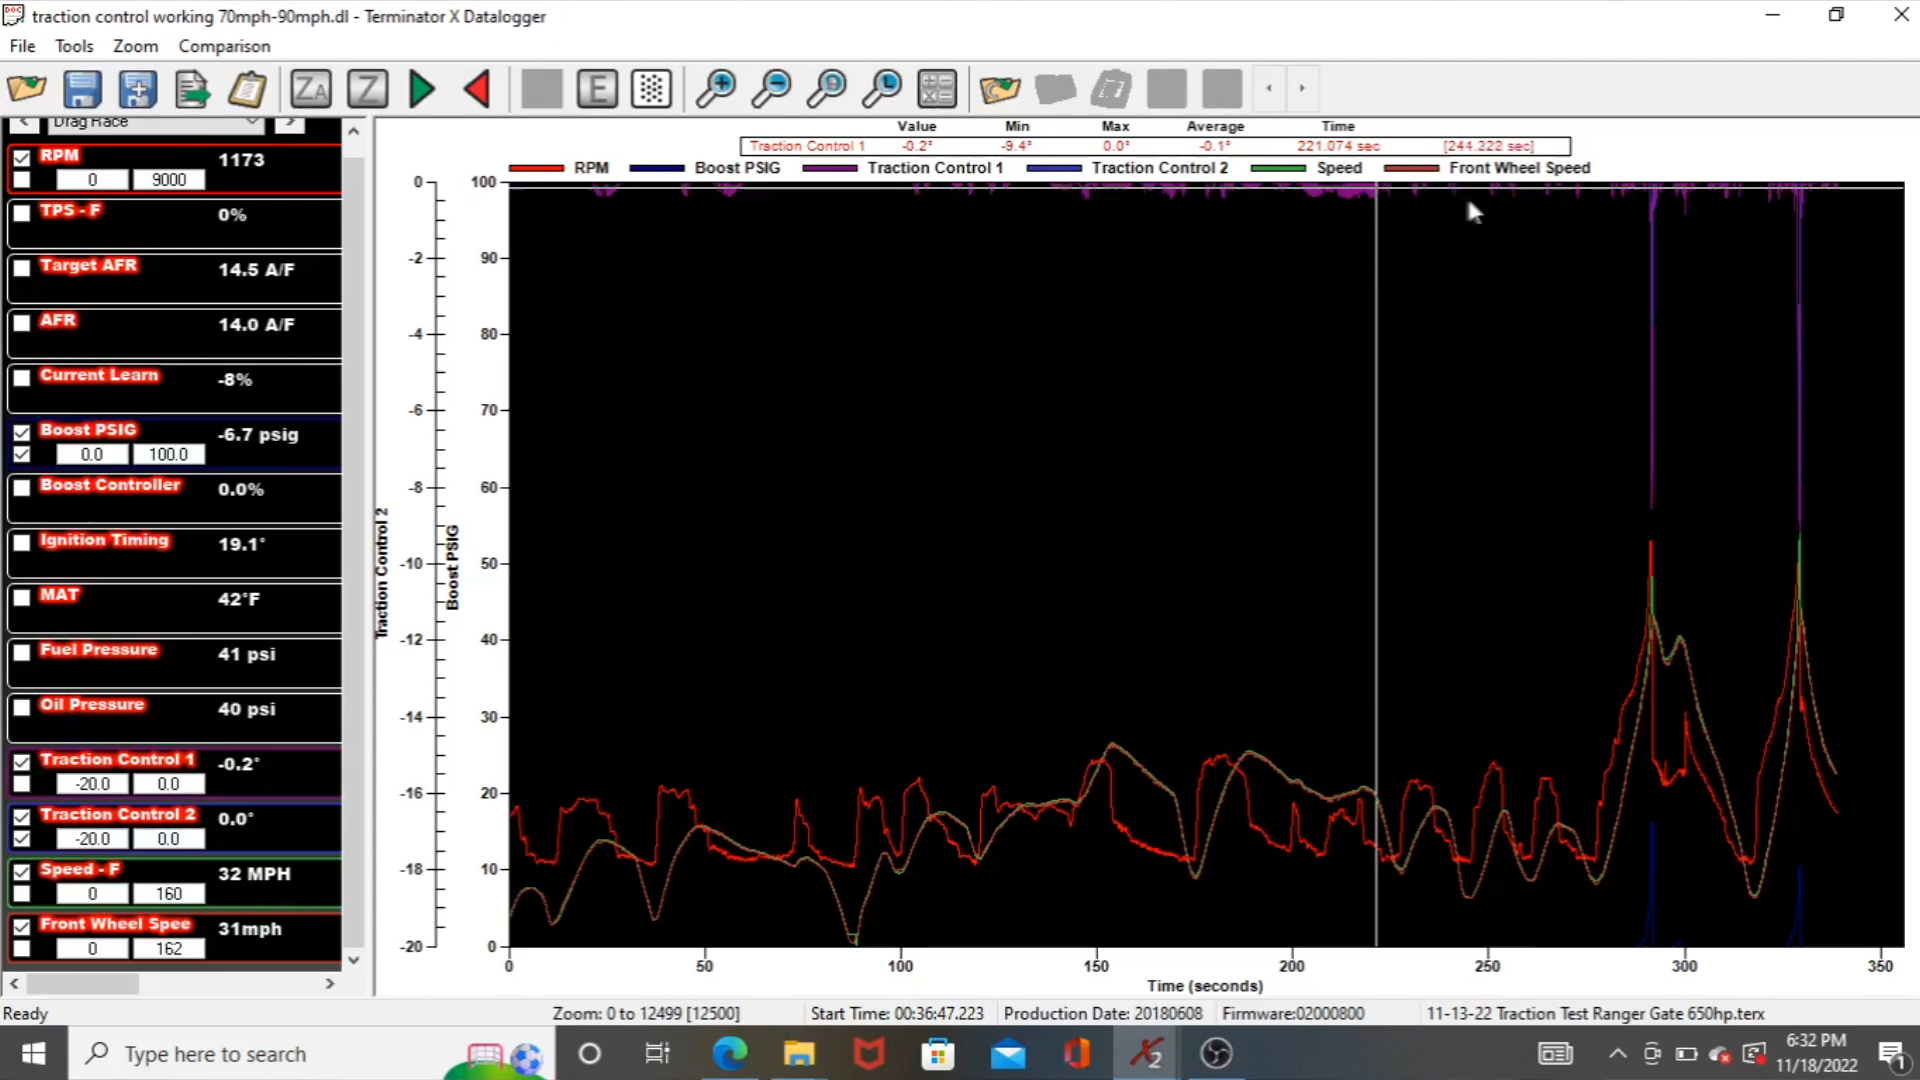 traction control working 70mph-90mph.dl - Terminator X Datalogger
File Tools Zoom Comparison
Drag Race
RPM 1173
0 9000
TPS - F 0%
Target AFR 14.5 A/F
AFR 14.0 A/F
Current Learn -8%
Boost PSIG -6.7 psig
0.0 100.0
Boost Controller 0.0%
Ignition Timing 19.1°
MAT 42°F
Fuel Pressure 41 psi
Oil Pressure 40 psi
Traction Control 1 -0.2°
-20.0 0.0
Traction Control 2 0.0°
-20.0 0.0
Speed - F 32 MPH
0 160
Front Wheel Spee 31mph
0 162
Value Min Max Average Time
Traction Control 1 -0.2° -9.4° 0.0° -0.1° 221.074 sec [244.222 sec]
RPM Boost PSIG Traction Control 1 Traction Control 2 Speed Front Wheel Speed
0 100
-2 90
-4 80
-6 70
-8 60
-10 50
-12 40
-14 30
-16 20
-18 10
-20 0
Traction Control 2
Boost PSIG
0 50 100 150 200 250 300 350
Time (seconds)
Ready Zoom: 0 to 12499 [12500] Start Time: 00:36:47.223 Production Date: 20180608 Firmware:02000800 11-13-22 Traction Test Ranger Gate 650hp.terx
Type here to search
6:32 PM
11/18/2022
1